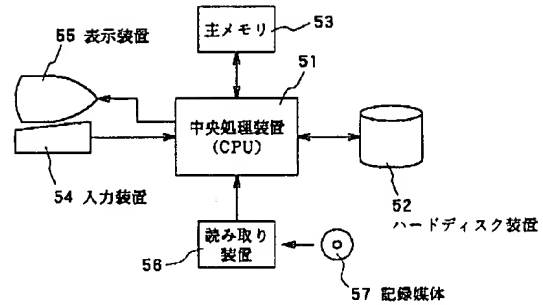 55 表示装置
主メモリ
53
51
中央処理装置
(CPU)
54 入力装置
52
ハードディスク装置
読み取り
装置
56
57 記録媒体